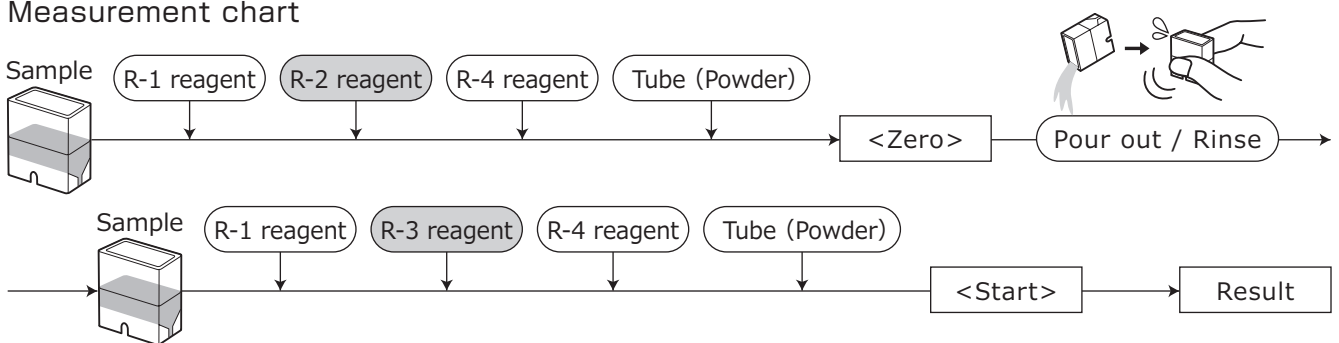 Measurement chart
Sample
R-1 reagent
R-2 reagent
R-4 reagent
Tube (Powder)
<Zero>
Pour out / Rinse
Sample
R-1 reagent
R-3 reagent
R-4 reagent
Tube (Powder)
<Start>
Result